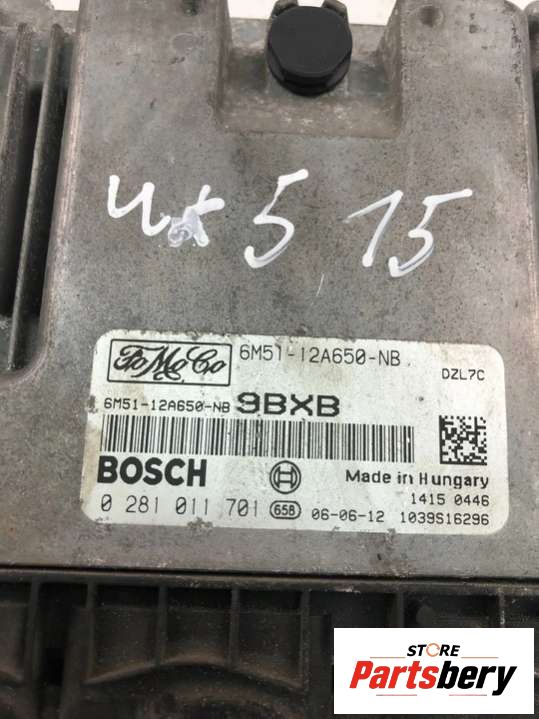 5 15
FoMoCo
6M51-12A650-NB
DZL7C
6M51-12A650-NB 9BXB
BOSCH
Made in Hungary
1415 0446
0 281 011 701 658 06-06-12 1039S16296
STORE
Partsbery